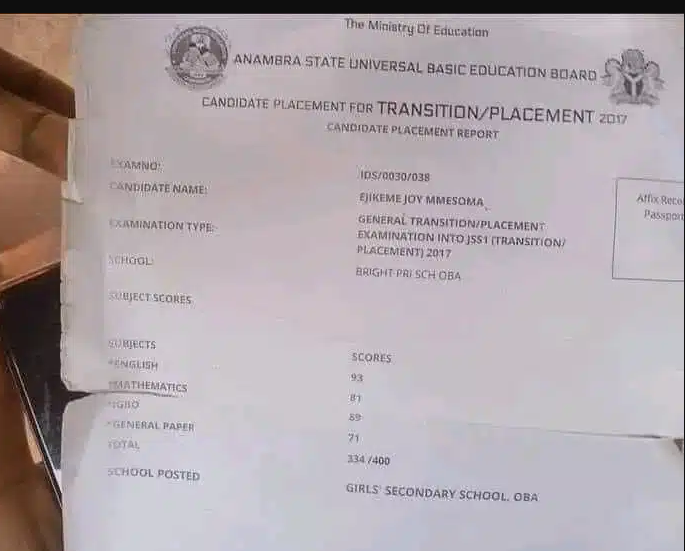 The Ministry Of Education
ANAMBRA STATE UNIVERSAL BASIC EDUCATION BOARD
CANDIDATE PLACEMENT FOR TRANSITION/PLACEMENT 2017
CANDIDATE PLACEMENT REPORT
EXAMNO: IDS/0030/038
CANDIDATE NAME: EJIKEME JOY MMESOMA
Affix Rece
Passport
EXAMINATION TYPE: GENERAL TRANSITION/PLACEMENT
EXAMINATION INTO JSS1 (TRANSITION/
PLACEMENT) 2017
SCHOOL: BRIGHT PRI SCH OBA
SUBJECT SCORES
SUBJECTS SCORES
*ENGLISH 93
*MATHEMATICS 81
*IGBO 89
*GENERAL PAPER 71
TOTAL 334 /400
SCHOOL POSTED GIRLS' SECONDARY SCHOOL, OBA